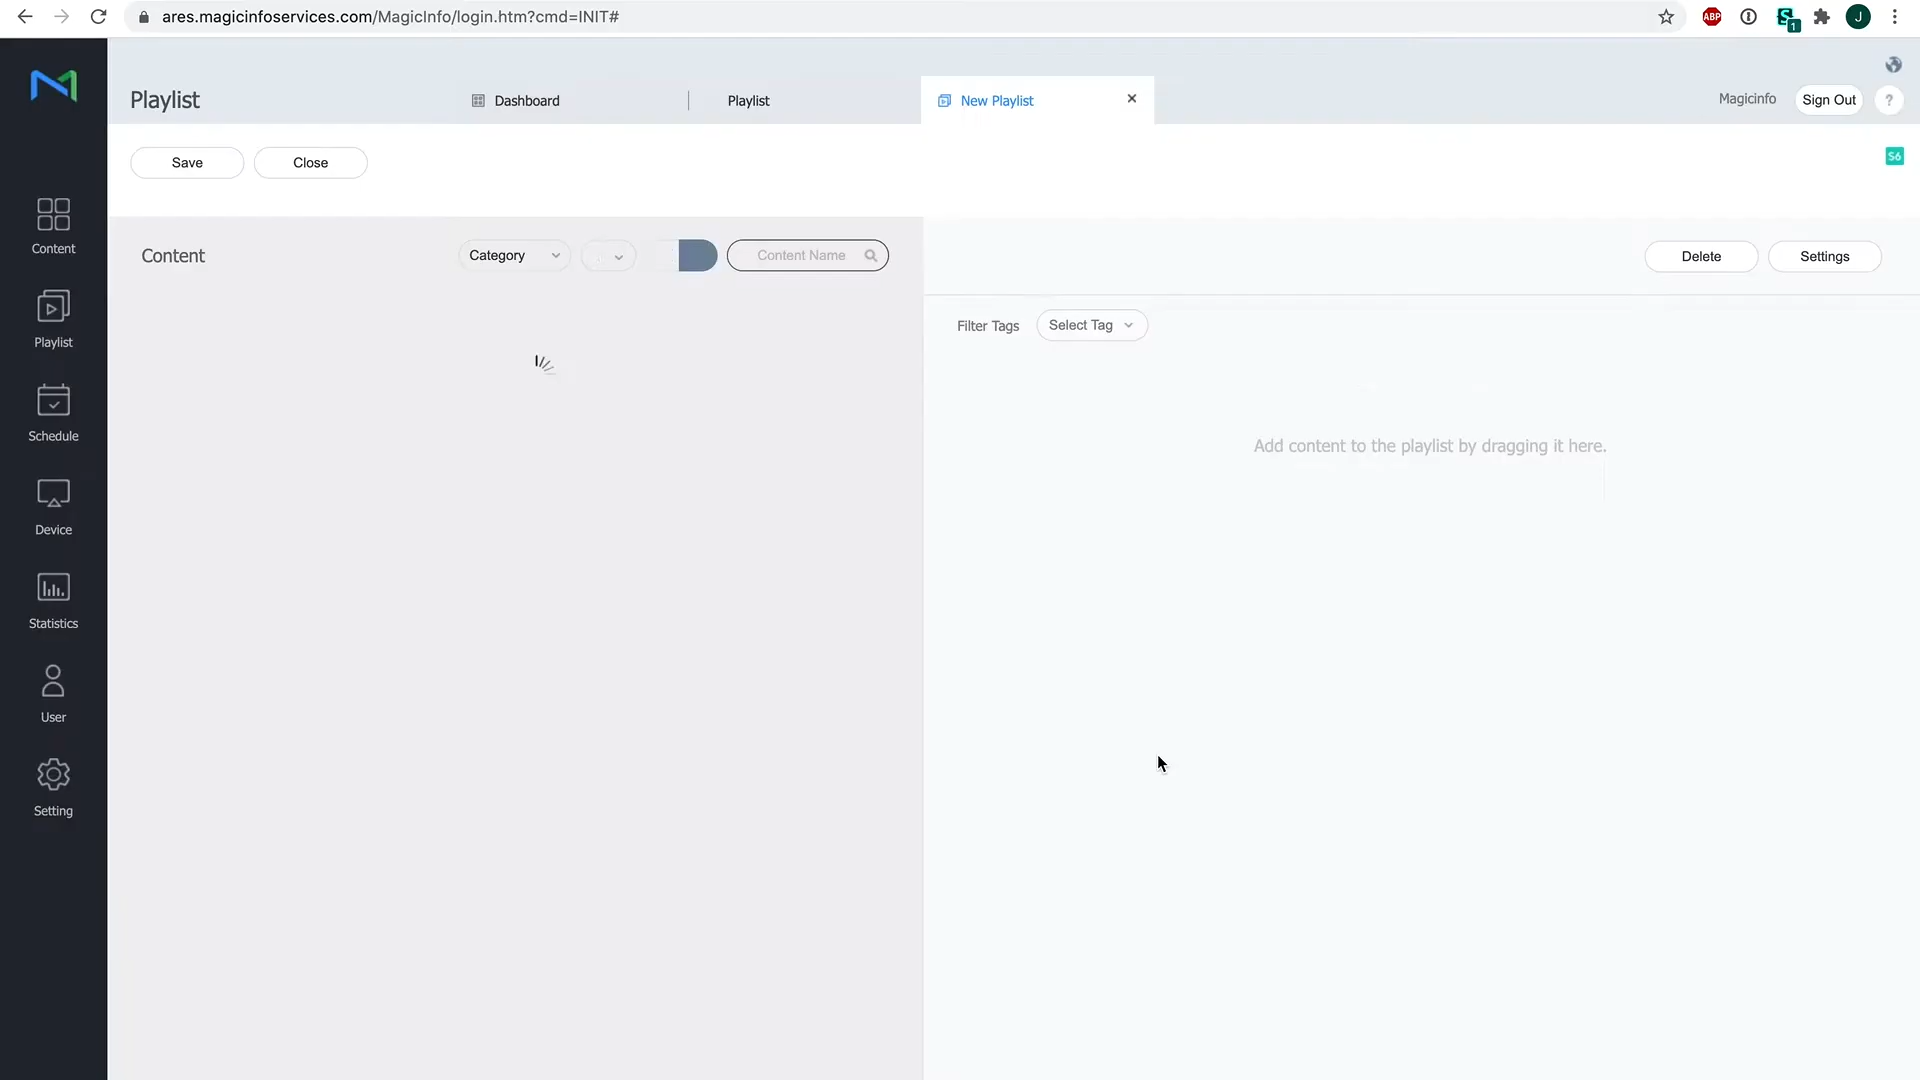 ares.magicinfoservices.com/MagicInfo/login.htm?cmd=INIT#
ABP
1
J
Playlist
Dashboard
Playlist
New Playlist
Magicinfo
Sign Out
?
Save
Close
S6
Content
Category
Content Name
Delete
Settings
Filter Tags
Select Tag
Add content to the playlist by dragging it here.
Content
Playlist
Schedule
Device
Statistics
User
Setting